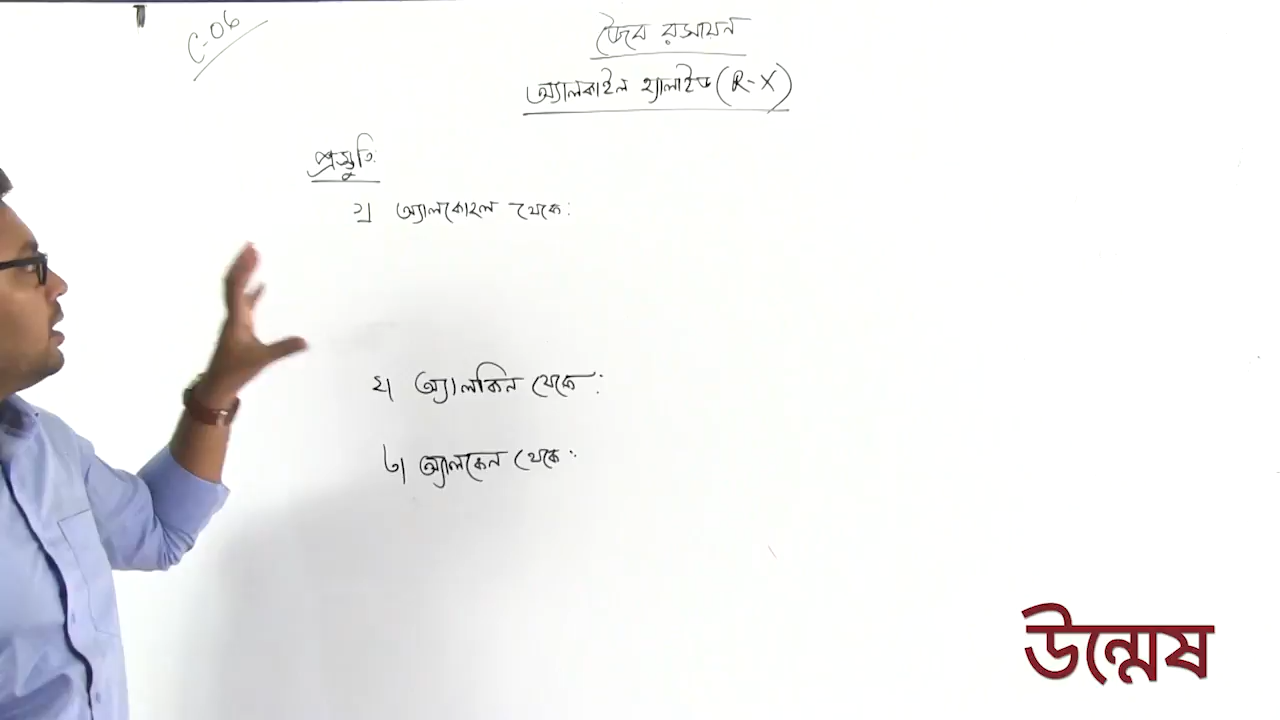 C-06
জৈব রসায়ন
অ্যালকাইল হ্যালাইড (R-X)
প্রস্তুতি:
১) অ্যালকোহল থেকে:
২) অ্যালকিন থেকে:
৩) অ্যালকেন থেকে:
উন্মেষ